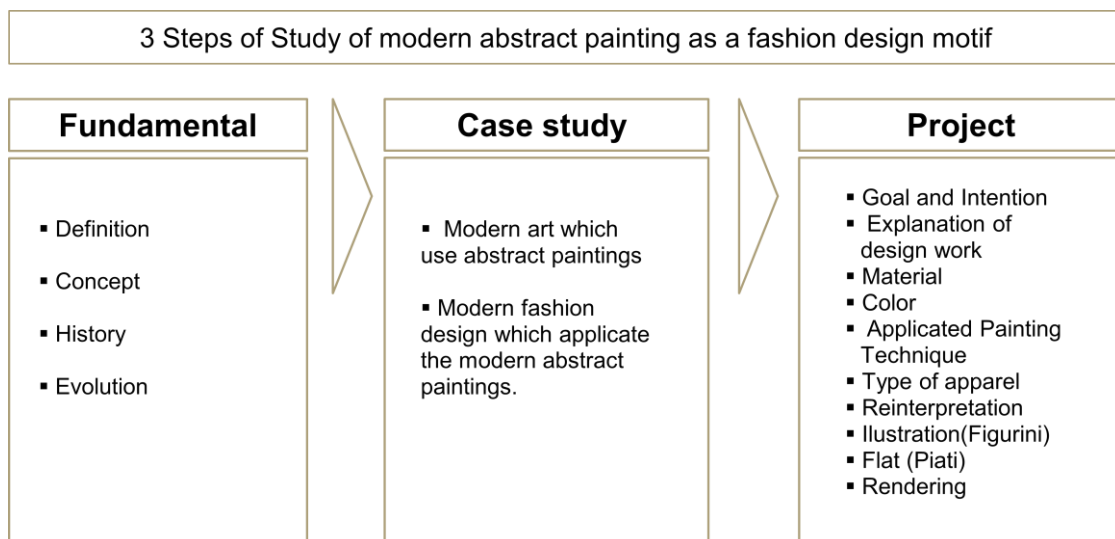 3 Steps of Study of modern abstract painting as a fashion design motif
Fundamental
▪ Definition
▪ Concept
▪ History
▪ Evolution
Case study
▪ Modern art which
use abstract paintings
▪ Modern fashion
design which applicate
the modern abstract
paintings.
Project
▪ Goal and Intention
▪ Explanation of
design work
▪ Material
▪ Color
▪ Applicated Painting
Technique
▪ Type of apparel
▪ Reinterpretation
▪ Ilustration(Figurini)
▪ Flat (Piati)
▪ Rendering